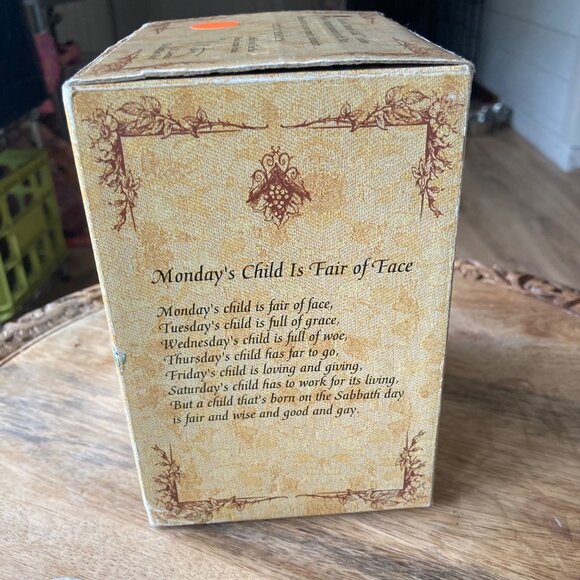 Monday's Child Is Fair of Face
Monday's child is fair of face,
Tuesday's child is full of grace,
Wednesday's child is full of woe,
Thursday's child has far to go,
Friday's child is loving and giving,
Saturday's child has to work for its living,
But a child that's born on the Sabbath day
is fair and wise and good and gay.